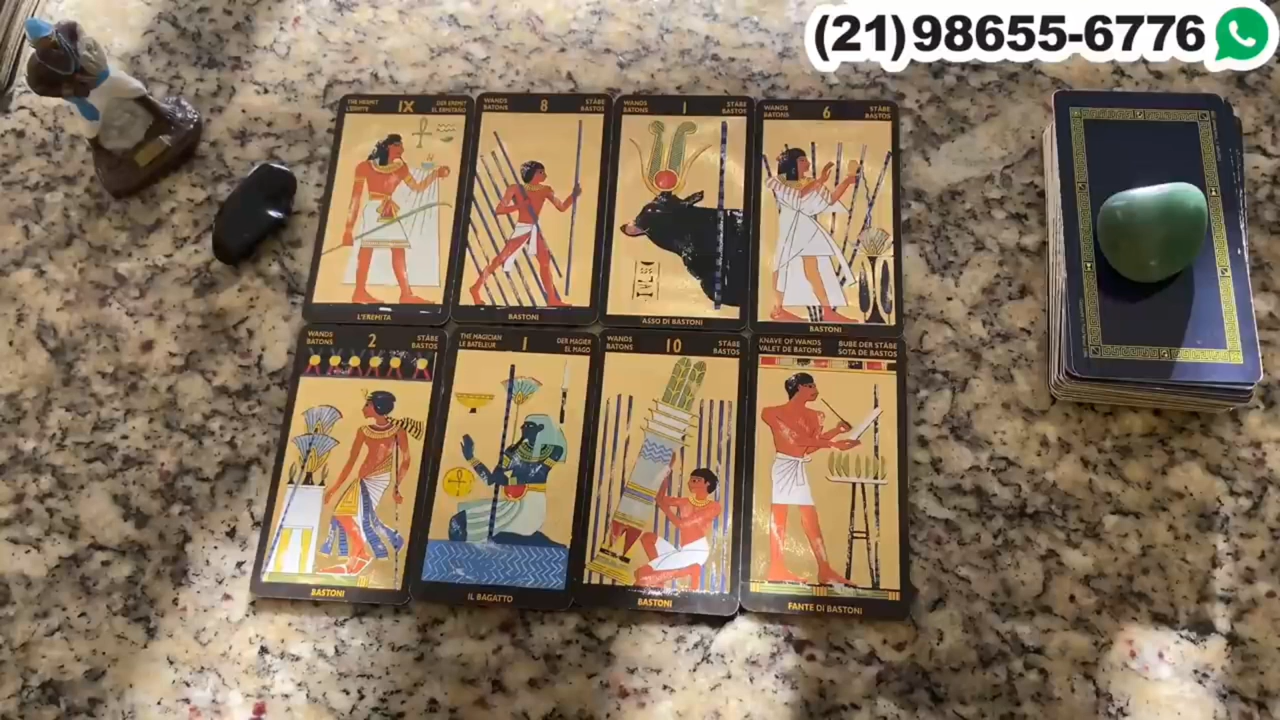 (21)98655-6776
THE HERMIT
L'ERMITE
IX
DER EREMIT
EL ERMITAÑO
L'EREMITA
WANDS
BATONS
8
STÄBE
BASTOS
BASTONI
WANDS
BATONS
1
STÄBE
BASTOS
ASSO DI BASTONI
WANDS
BATONS
6
STÄBE
BASTOS
BASTONI
WANDS
BATONS
2
STÄBE
BASTOS
BASTONI
THE MAGICIAN
LE BATELEUR
1
DER MAGIER
EL MAGO
IL BAGATTO
WANDS
BATONS
10
STÄBE
BASTOS
BASTONI
KNAVE OF WANDS
VALET DE BATONS
BUBE DER STÄBE
SOTA DE BASTOS
FANTE DI BASTONI